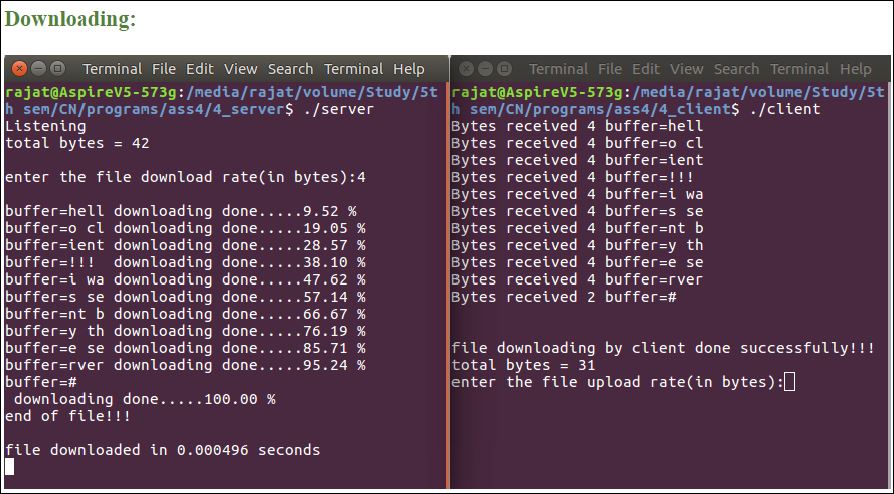 Downloading:
Terminal File Edit View Search Terminal Help
rajat@AspireV5-573g:/media/rajat/volume/Study/5t
h sem/CN/programs/ass4/4_server$ ./server
Listening
total bytes = 42
enter the file download rate(in bytes):4
buffer=hell downloading done.....9.52 %
buffer=o cl downloading done.....19.05 %
buffer=ient downloading done.....28.57 %
buffer=!!!  downloading done.....38.10 %
buffer=i wa downloading done.....47.62 %
buffer=s se downloading done.....57.14 %
buffer=nt b downloading done.....66.67 %
buffer=y th downloading done.....76.19 %
buffer=e se downloading done.....85.71 %
buffer=rver downloading done.....95.24 %
buffer=#
 downloading done.....100.00 %
end of file!!!
file downloaded in 0.000496 seconds
Terminal File Edit View Search Terminal Help
rajat@AspireV5-573g:/media/rajat/volume/Study/5t
h sem/CN/programs/ass4/4_client$ ./client
Bytes received 4 buffer=hell
Bytes received 4 buffer=o cl
Bytes received 4 buffer=ient
Bytes received 4 buffer=!!!
Bytes received 4 buffer=i wa
Bytes received 4 buffer=s se
Bytes received 4 buffer=nt b
Bytes received 4 buffer=y th
Bytes received 4 buffer=e se
Bytes received 4 buffer=rver
Bytes received 2 buffer=#
file downloading by client done successfully!!!
total bytes = 31
enter the file upload rate(in bytes):